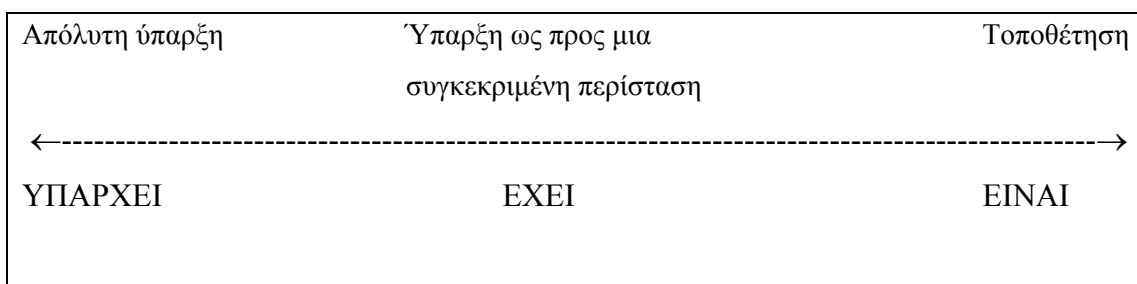 Απόλυτη ύπαρξη Ύπαρξη ως προς μια Τοποθέτηση
συγκεκριμένη περίσταση
←------------------------------------------------------------------------------------------------→
ΥΠΑΡΧΕΙ ΕΧΕΙ ΕΙΝΑΙ